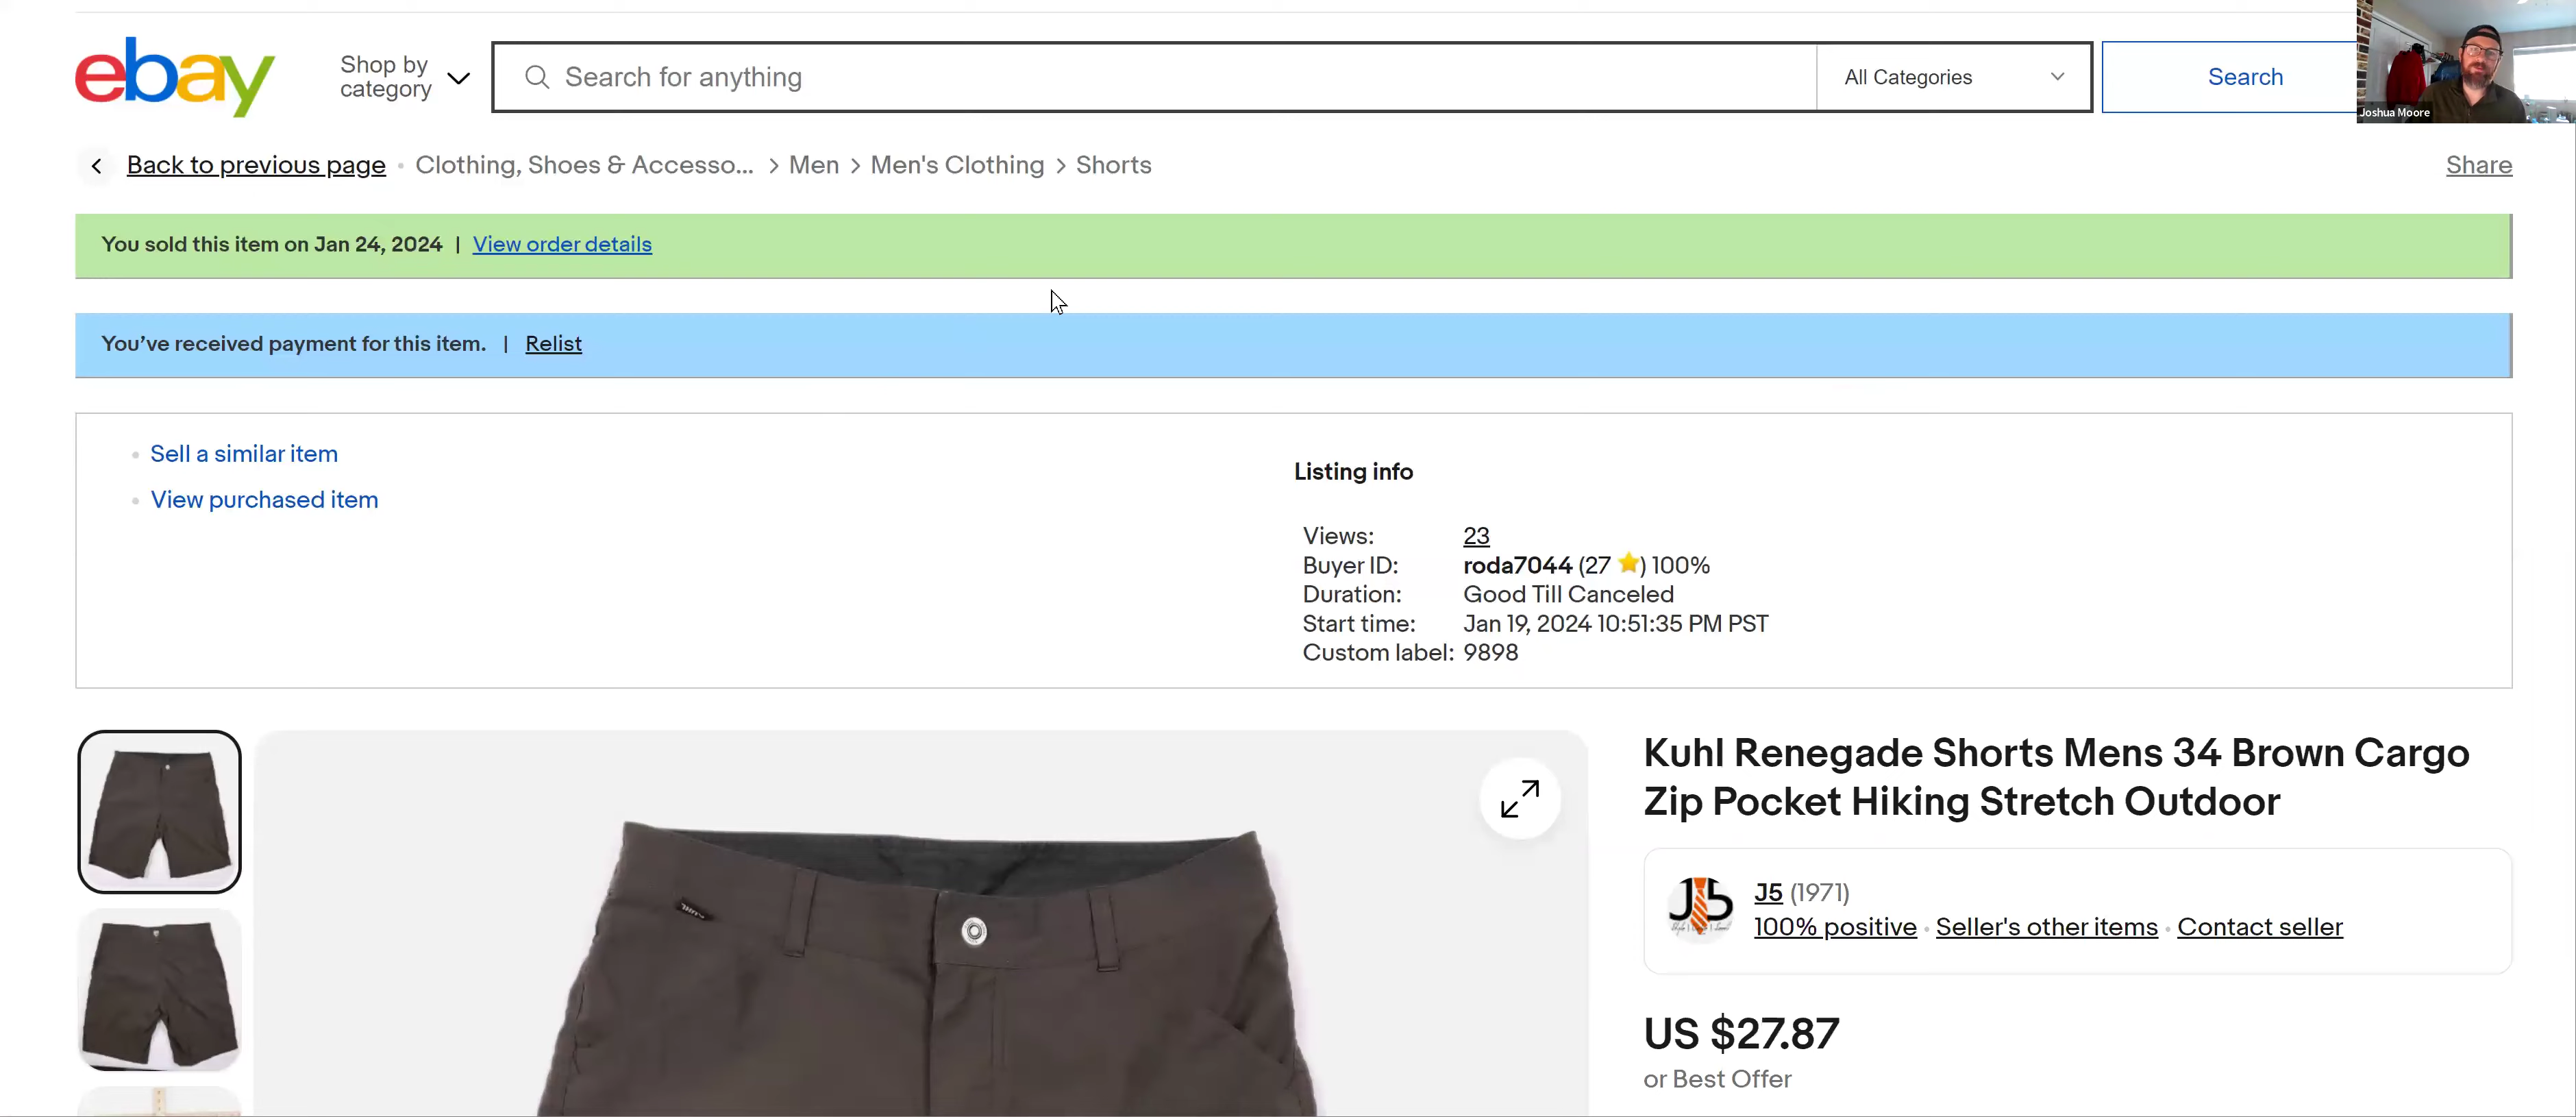 ebay
Shop by
category
Search for anything
All Categories
Search
Joshua Moore
Back to previous page
Clothing, Shoes & Accesso... > Men > Men's Clothing > Shorts
Share
You sold this item on Jan 24, 2024 | View order details
You've received payment for this item. | Relist
Sell a similar item
View purchased item
Listing info
Views: 23
Buyer ID: roda7044 (27 ⭐) 100%
Duration: Good Till Canceled
Start time: Jan 19, 2024 10:51:35 PM PST
Custom label: 9898
Kuhl Renegade Shorts Mens 34 Brown Cargo
Zip Pocket Hiking Stretch Outdoor
J5
J5 (1971)
100% positive · Seller's other items · Contact seller
US $27.87
or Best Offer